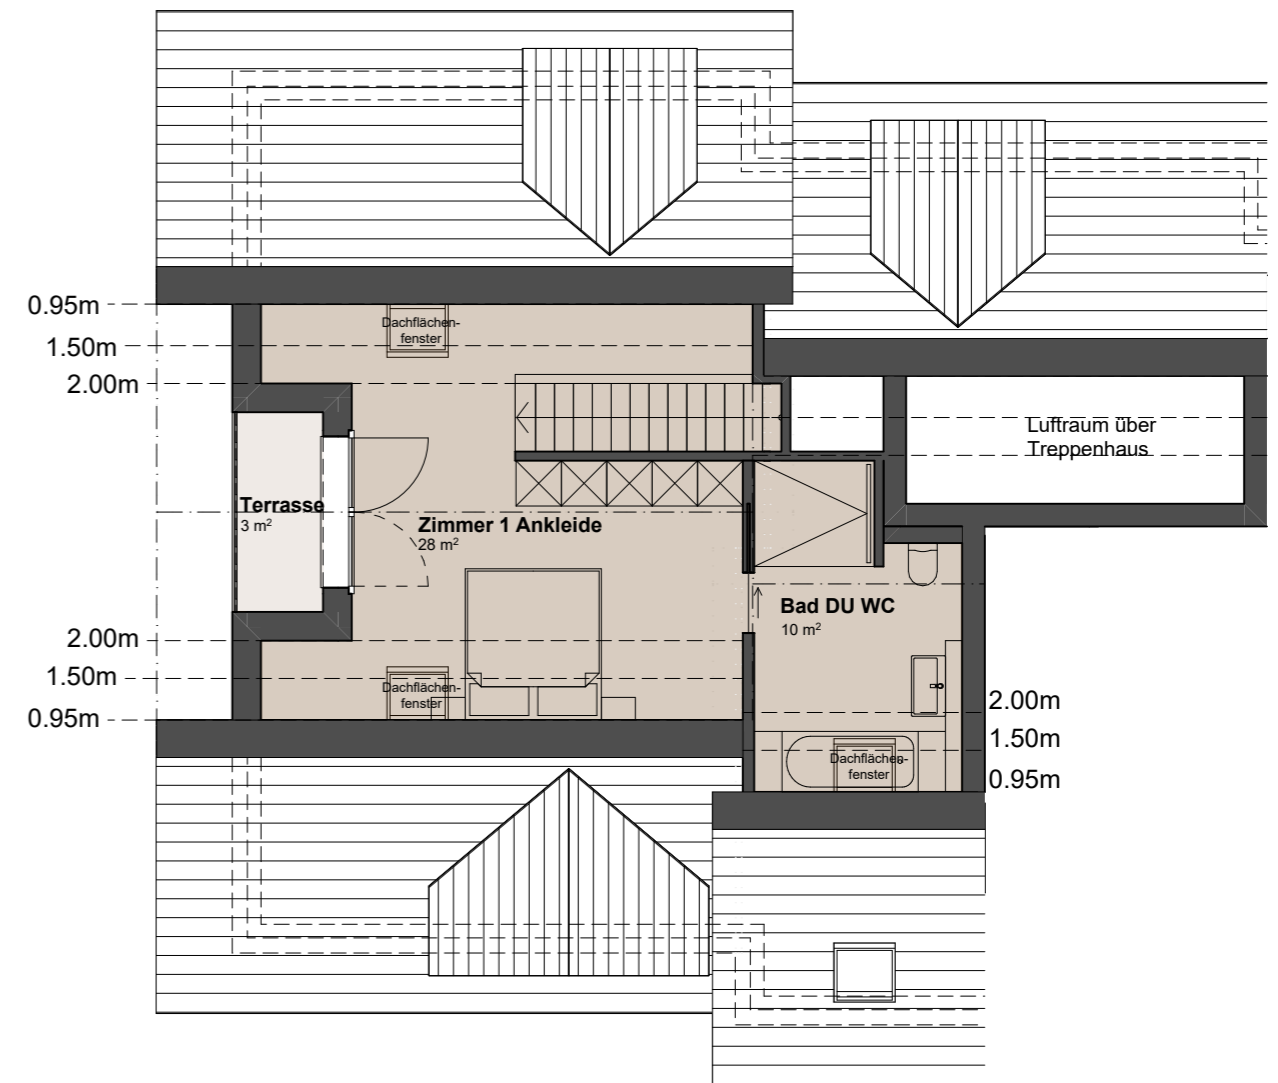 0.95m
1.50m
2.00m
Dachflächen-
fenster
Luftraum über
Treppenhaus
Terrasse
3 m²
Zimmer 1 Ankleide
28 m²
Bad DU WC
10 m²
2.00m
1.50m
0.95m
Dachflächen-
fenster
2.00m
1.50m
0.95m
Dachflächen-
fenster